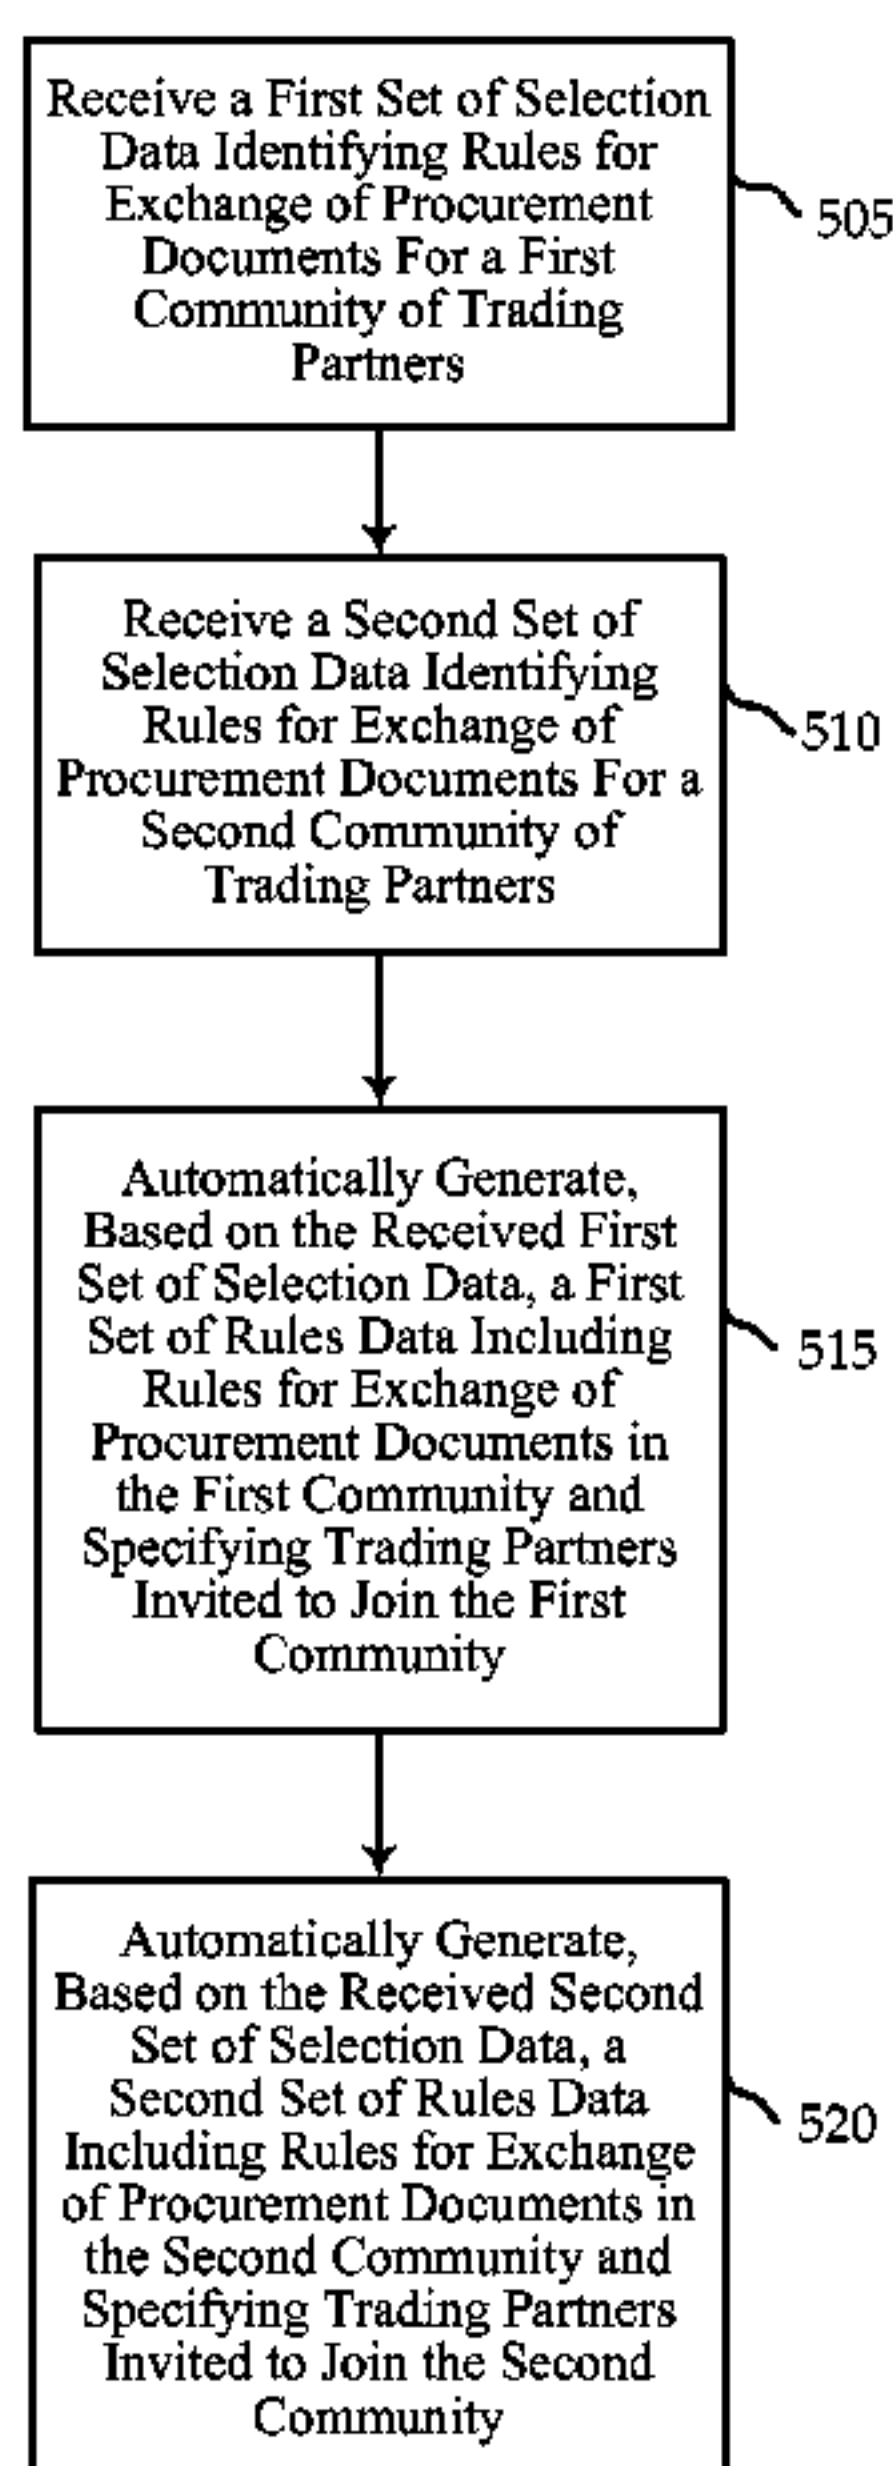 Receive a First Set of Selection
Data Identifying Rules for
Exchange of Procurement
Documents For a First
Community of Trading
Partners
505
Receive a Second Set of
Selection Data Identifying
Rules for Exchange of
Procurement Documents For a
Second Community of
Trading Partners
510
Automatically Generate,
Based on the Received First
Set of Selection Data, a First
Set of Rules Data Including
Rules for Exchange of
Procurement Documents in
the First Community and
Specifying Trading Partners
Invited to Join the First
Community
515
Automatically Generate,
Based on the Received Second
Set of Selection Data, a
Second Set of Rules Data
Including Rules for Exchange
of Procurement Documents in
the Second Community and
Specifying Trading Partners
Invited to Join the Second
Community
520